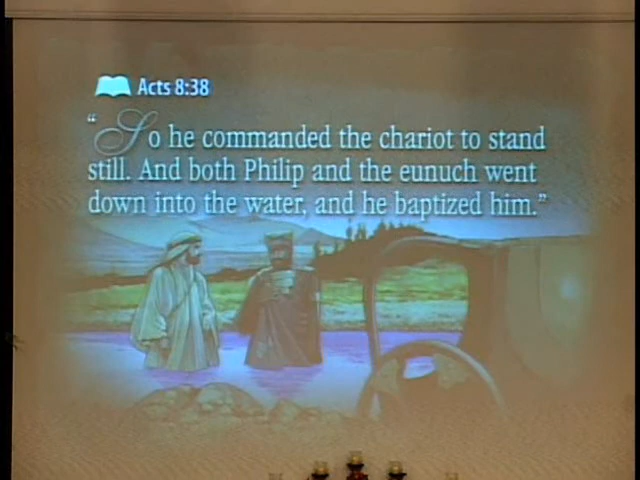 Acts 8:38
“So he commanded the chariot to stand
still. And both Philip and the eunuch went
down into the water, and he baptized him.”